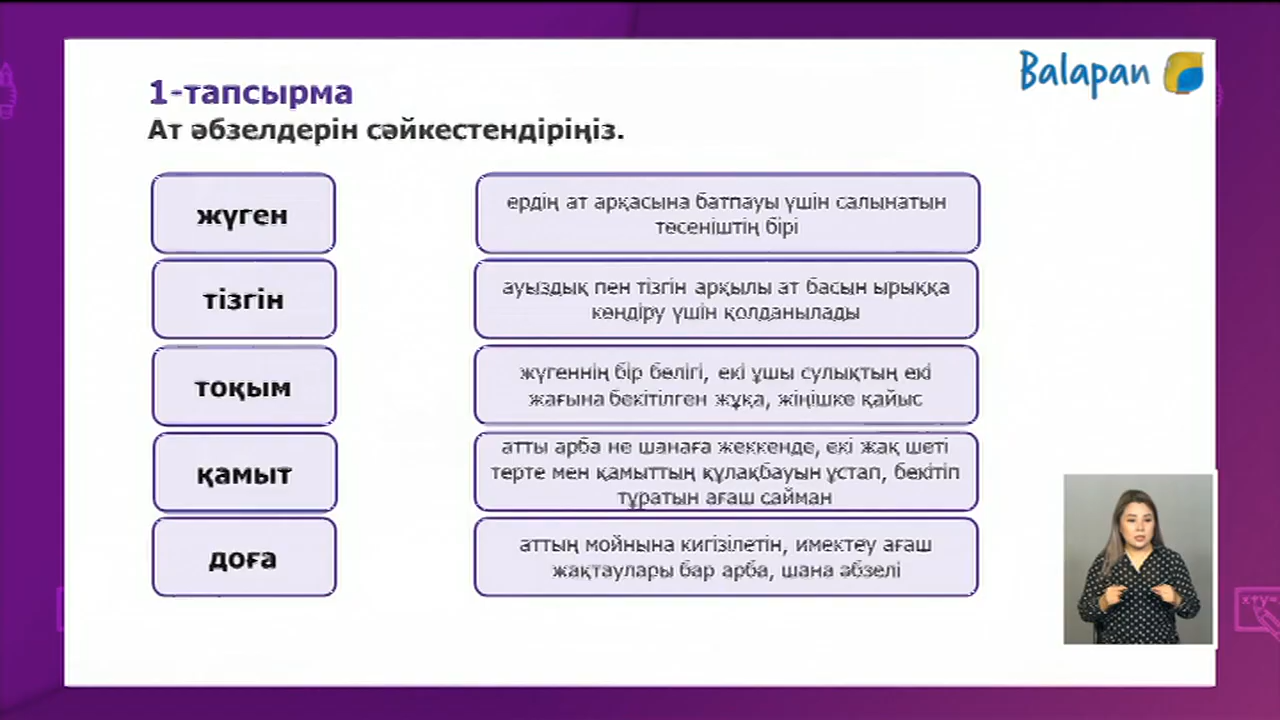 Balapan
1-тапсырма
Ат әбзелдерін сәйкестендіріңіз.
жүген
ердің ат арқасына батпауы үшін салынатын
төсеніштің бірі
тізгін
ауыздық пен тізгін арқылы ат басын ырыққа
көндіру үшін қолданылады
тоқым
жүгеннің бір бөлігі, екі ұшы сулықтың екі
жағына бекітілген жұқа, жіңішке қайыс
қамыт
атты арба не шанаға жеккенде, екі жақ шеті
терте мен қамыттың құлақбауын ұстап, бекітіп
тұратын ағаш сайман
доға
аттың мойнына кигізілетін, имектеу ағаш
жақтаулары бар арба, шана әбзелі
x+y=